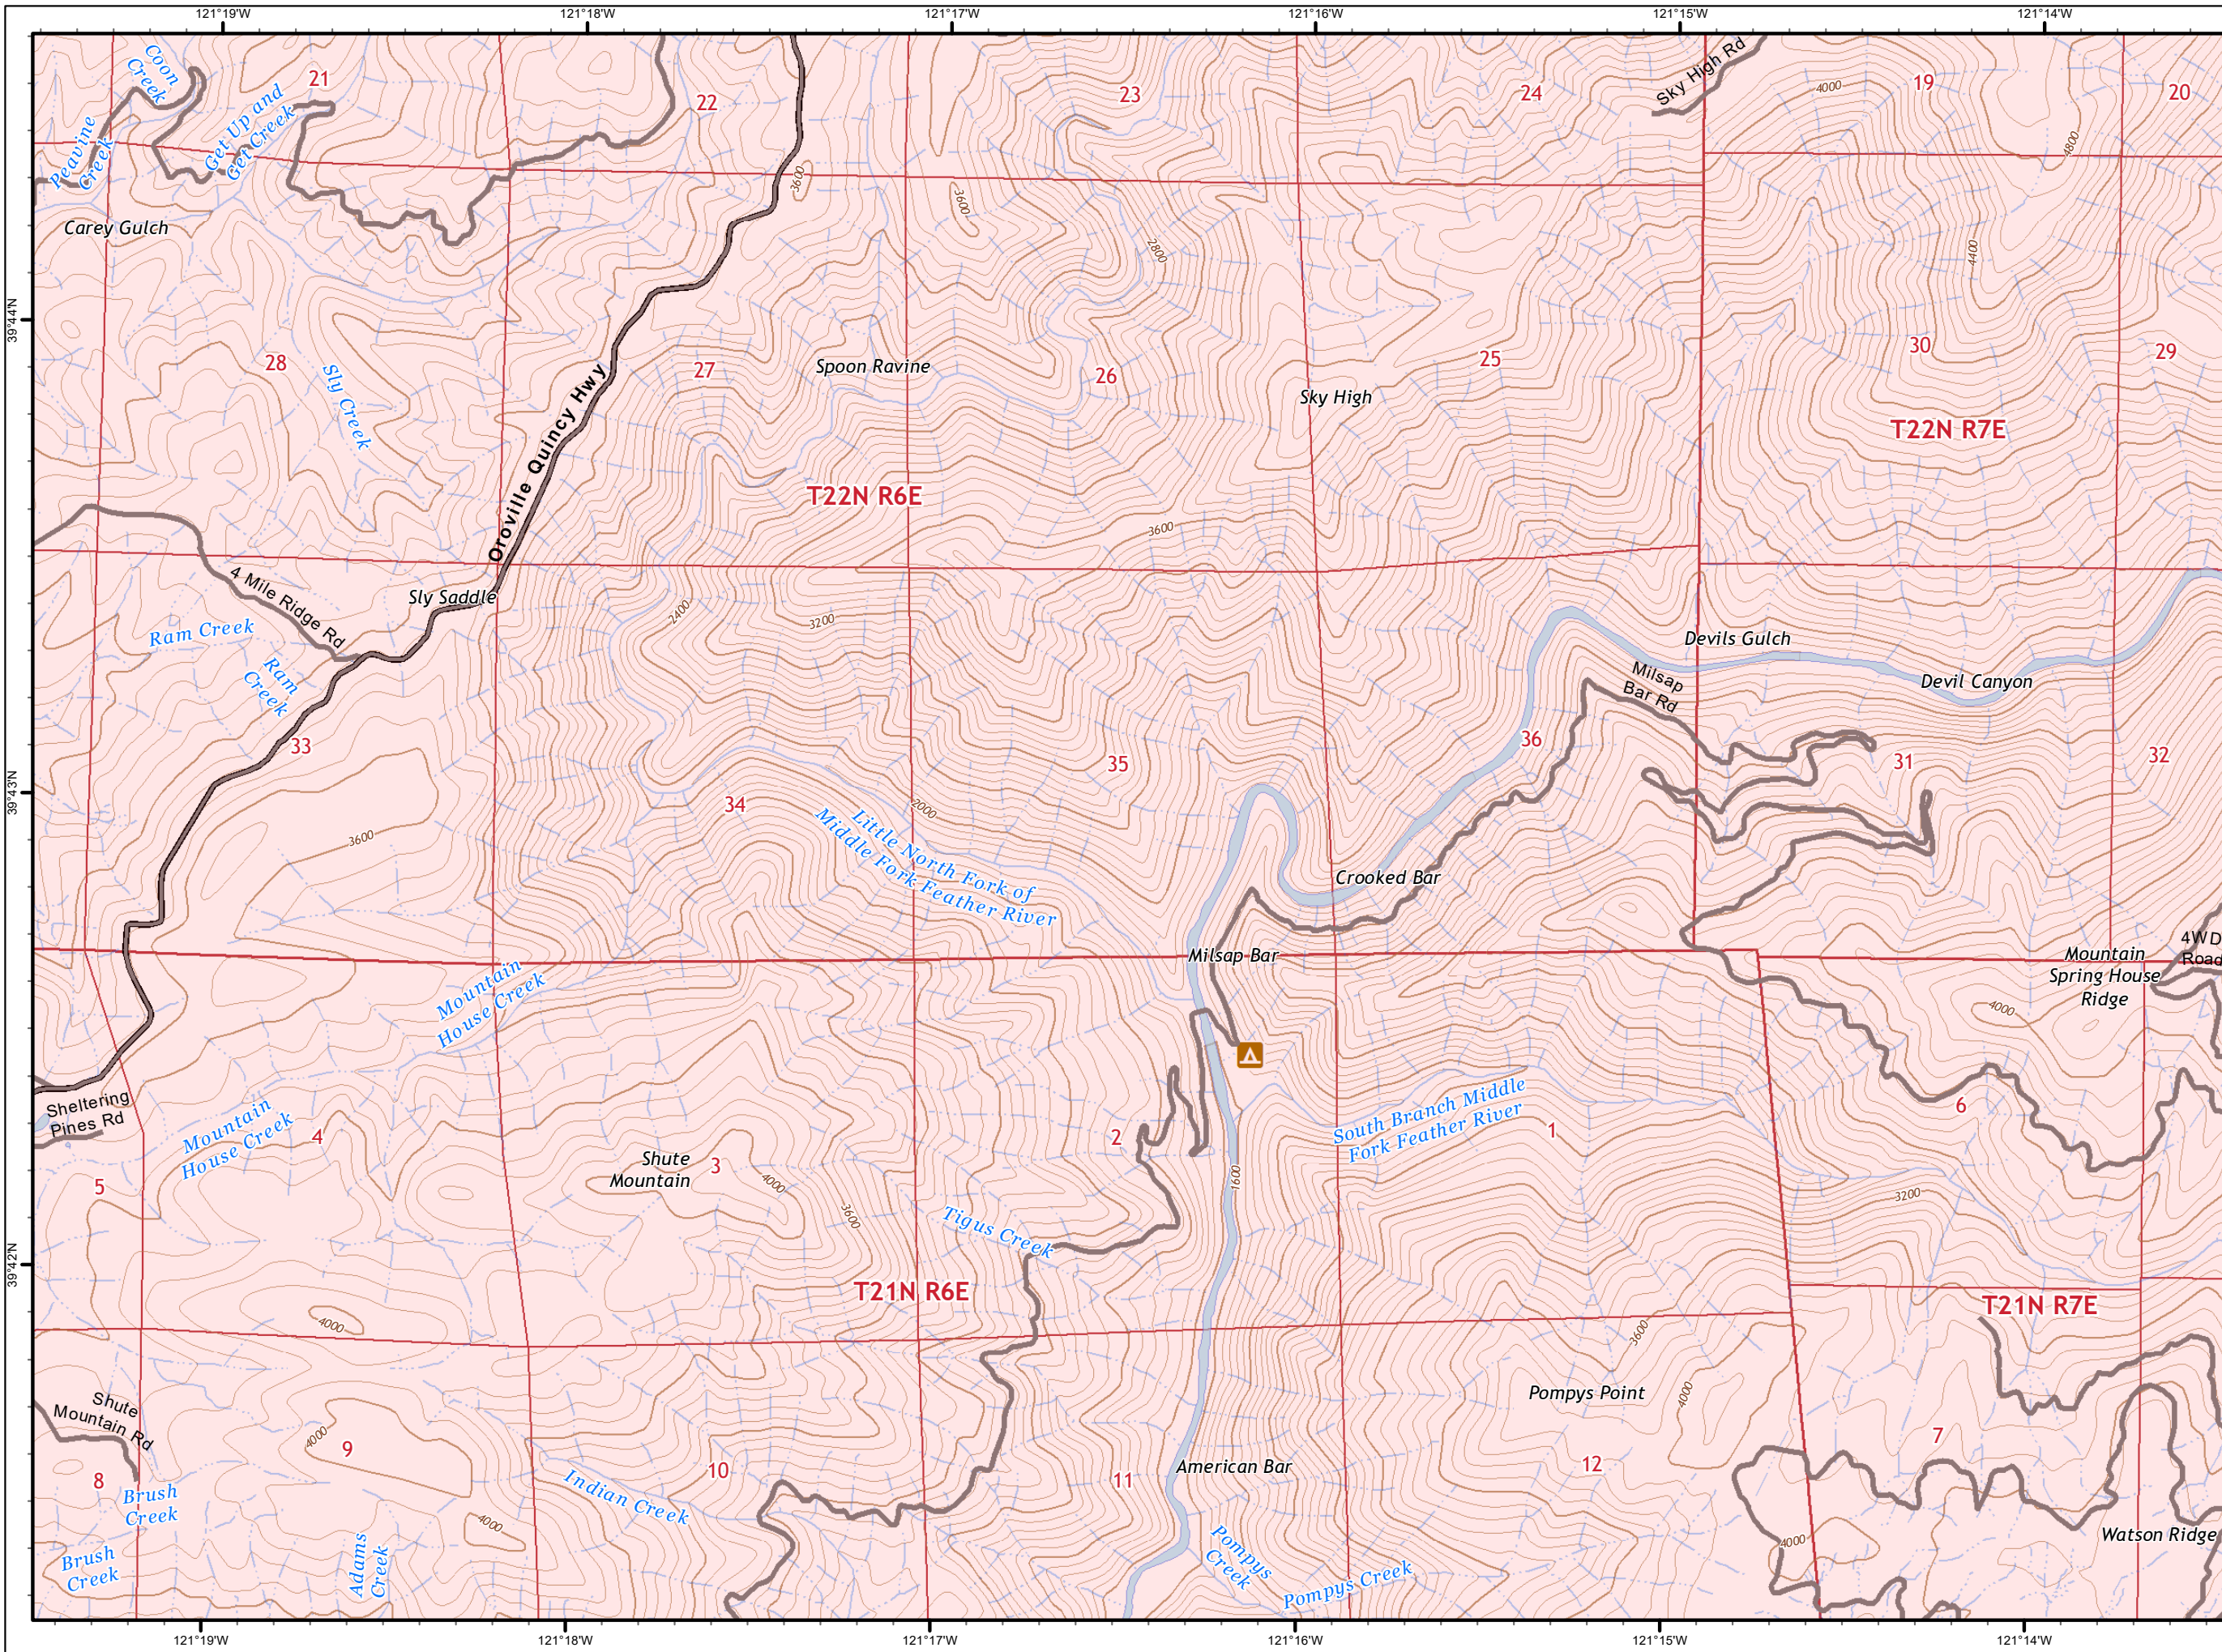 121°19'W
121°18'W
121°17'W
121°16'W
121°15'W
121°14'W
Coon
Creek
21
Get Up and
Get Creek
Peavine
Creek
22
23
24
Sky High Rd
4000
19
20
4800
Carey Gulch
3600
3600
2800
4400
39°44'N
28
Sly Creek
27
Spoon Ravine
26
Sky High
25
30
29
Oroville Quincy Hwy
T22N R6E
T22N R7E
3600
4 Mile Ridge Rd
Sly Saddle
2400
3200
Ram Creek
Ram
Creek
Devils Gulch
Milsap
Bar Rd
Devil Canyon
33
35
36
31
32
39°43'N
34
2000
3600
Little North Fork of
Middle Fork Feather River
Crooked Bar
Milsap Bar
Mountain
House Creek
Mountain
Spring House
Ridge
4WD
Road
4000
Sheltering
Pines Rd
Mountain
House Creek
4
South Branch Middle
Fork Feather River
2
1
6
5
Shute
Mountain
3
4000
3600
1600
3200
Tigus Creek
39°42'N
T21N R6E
T21N R7E
4000
3600
Shute
Mountain Rd
Pompys Point
4000
4000
9
8
10
11
American Bar
12
7
Brush
Creek
Indian Creek
4000
Adams
Creek
Brush
Creek
Pompys
Creek
Pompys Creek
4000
Watson Ridge
121°19'W
121°18'W
121°17'W
121°16'W
121°15'W
121°14'W